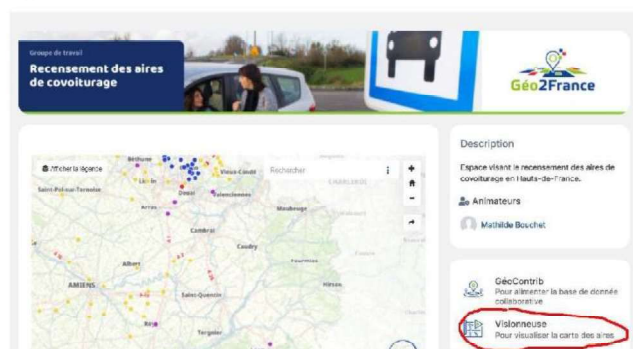 Groupe de travail
Recensement des aires
de covoiturage
Géo2France
Description
Espace visant le recensement des aires de
covoiturage en Hauts-de-France.
Animateurs
Mathilde Bouchet
Afficher la légende
Rechercher
Béthune
Vieux-Condé
Saint-Pol-sur-Ternoise
Douai
Valenciennes
Arras
Maubeuge
Cambrai
Caudry
Albert
Hirson
AMIENS
Saint-Quentin
Roye
Tergnier
GéoContrib
Pour alimenter la base de donnée
collaborative
Visionneuse
Pour visualiser la carte des aires